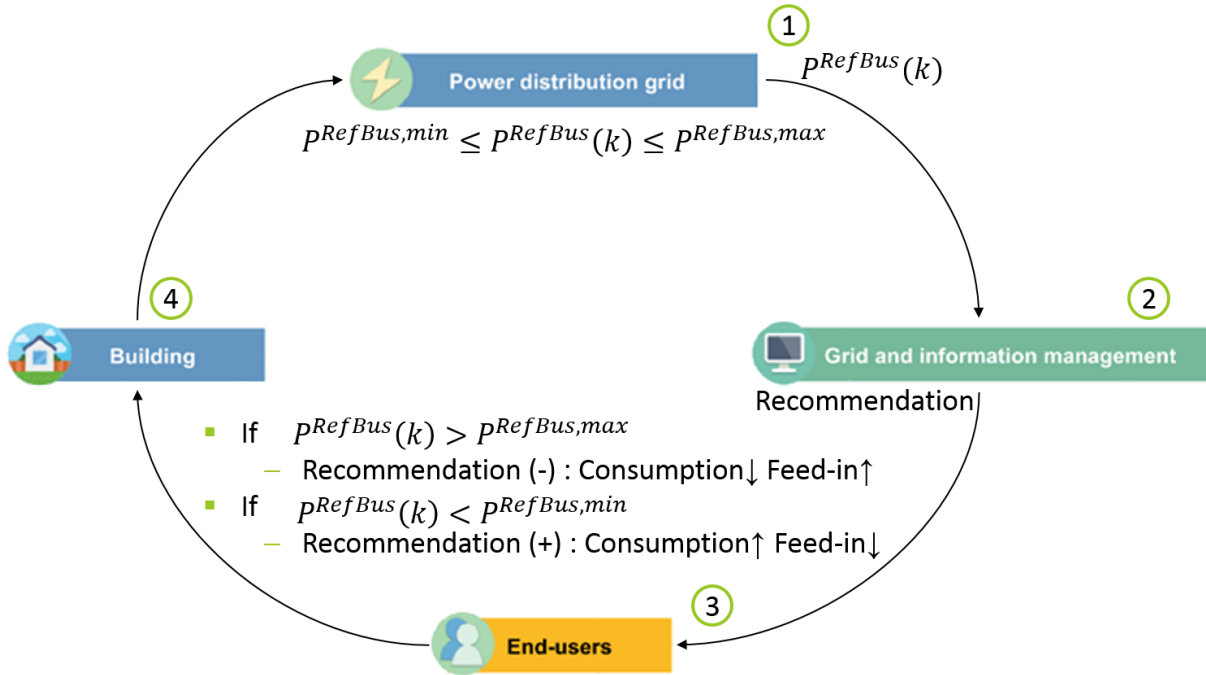 1
Power distribution grid
P^{RefBus}(k)
P^{RefBus,min} ≤ P^{RefBus}(k) ≤ P^{RefBus,max}
4
2
Building
Grid and information management
Recommendation
▪ If P^{RefBus}(k) > P^{RefBus,max}
– Recommendation (-) : Consumption↓ Feed-in↑
▪ If P^{RefBus}(k) < P^{RefBus,min}
– Recommendation (+) : Consumption↑ Feed-in↓
3
End-users